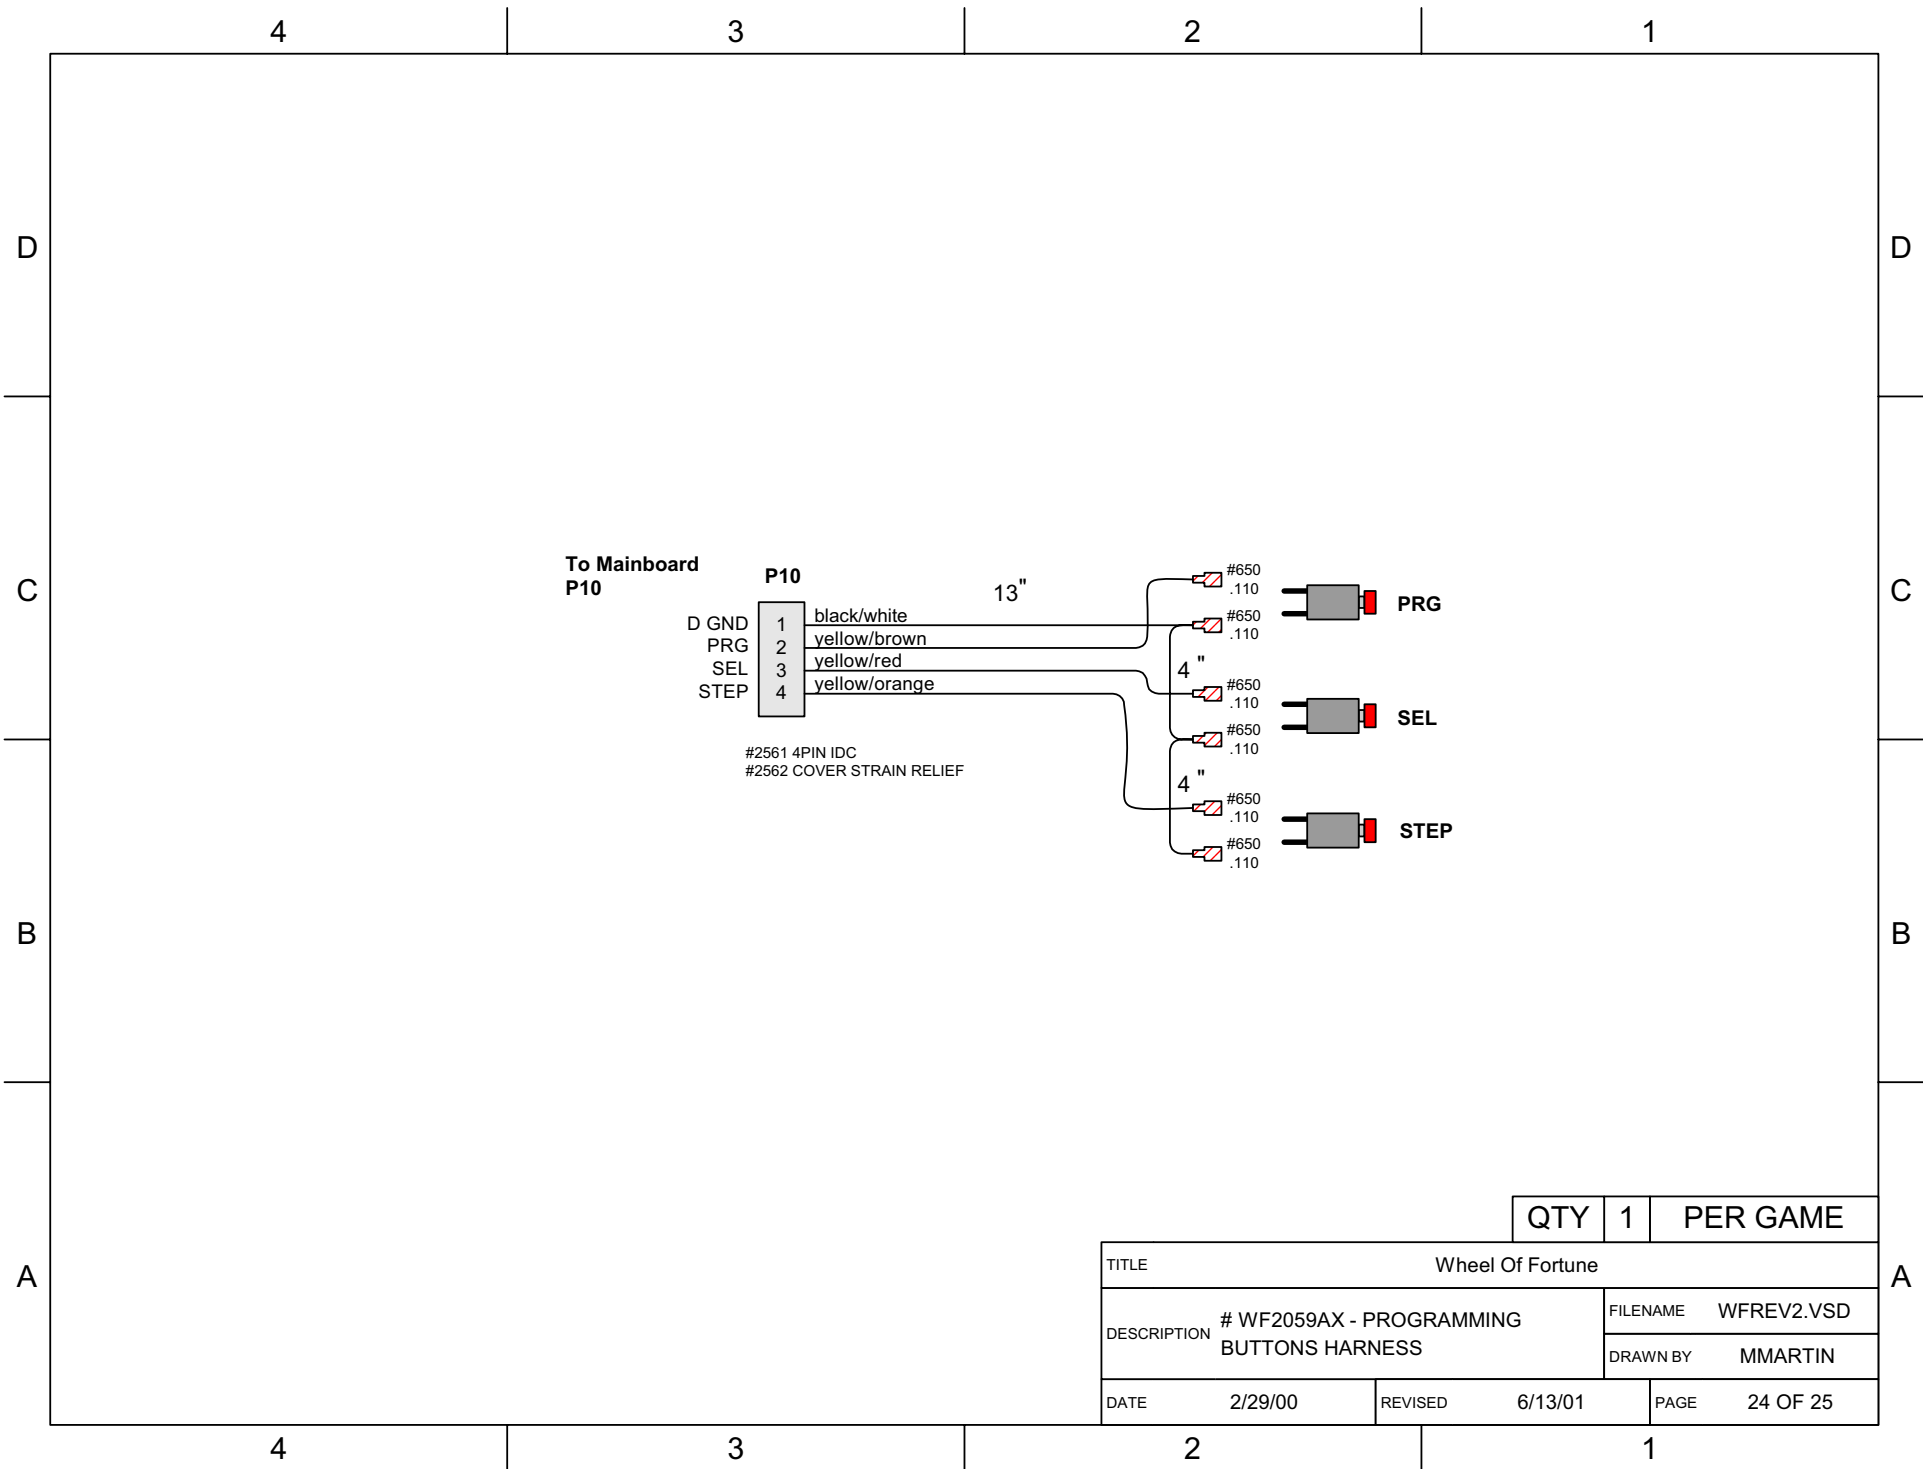 4 3 2 1
D D
C C
B B
A A
To Mainboard
P10
P10
13"
D GND 1 black/white
PRG 2 yellow/brown
SEL 3 yellow/red
STEP 4 yellow/orange
#2561 4PIN IDC
#2562 COVER STRAIN RELIEF
#650
.110
#650
.110
PRG
4 "
#650
.110
#650
.110
SEL
4 "
#650
.110
#650
.110
STEP
QTY 1 PER GAME
TITLE Wheel Of Fortune
DESCRIPTION # WF2059AX - PROGRAMMING
BUTTONS HARNESS
FILENAME WFREV2.VSD
DRAWN BY MMARTIN
DATE 2/29/00 REVISED 6/13/01 PAGE 24 OF 25
4 3 2 1